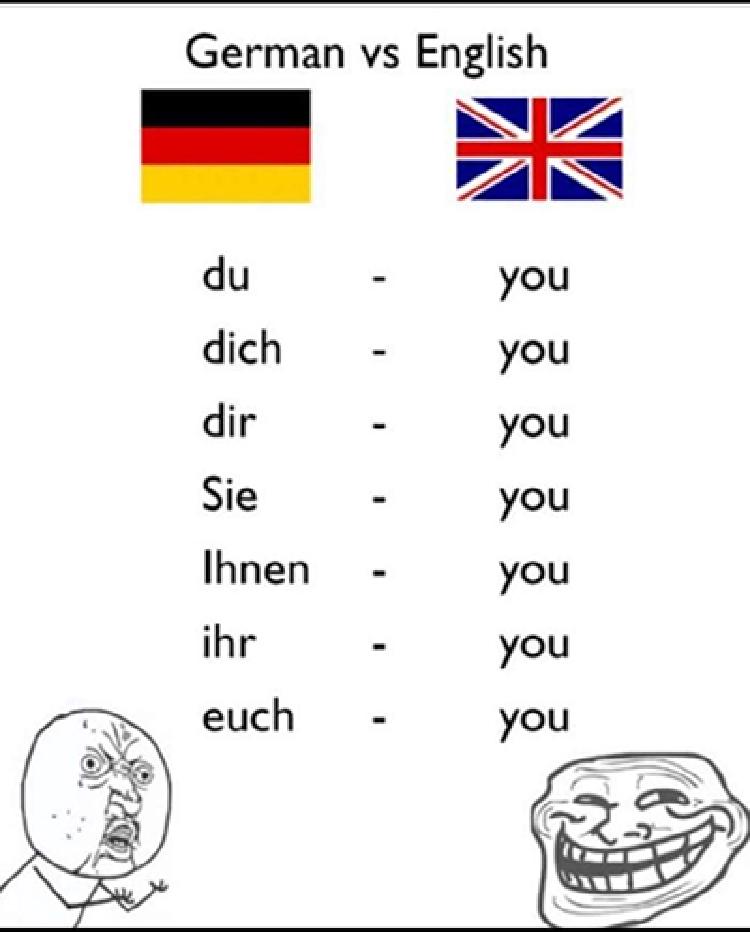 German vs English
du - you
dich - you
dir - you
Sie - you
Ihnen - you
ihr - you
euch - you